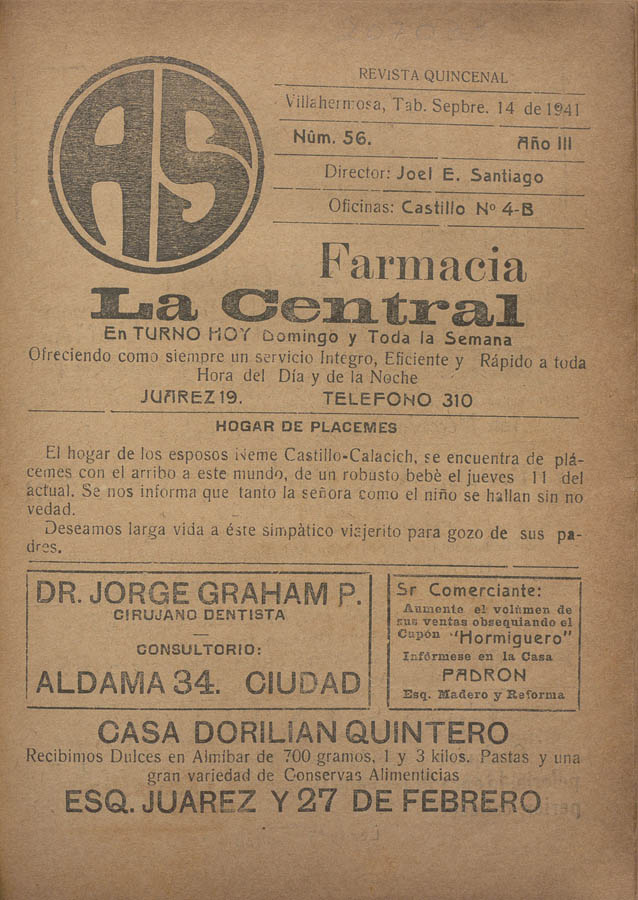 AS
REVISTA QUINCENAL
Villahermosa, Tab. Sepbre. 14 de 1941
Núm. 56. Año III
Director: Joel E. Santiago
Oficinas: Castillo Nº 4-B
Farmacia
La Central
En TURNO HOY Domingo y Toda la Semana
Ofreciendo como siempre un servicio Integro, Eficiente y Rápido a toda
Hora del Día y de la Noche
JUAREZ 19. TELEFONO 310
HOGAR DE PLACEMES
El hogar de los esposos Neme Castillo-Calacich, se encuentra de plá-
cemes con el arribo a este mundo, de un robusto bebè el jueves 11 del
actual. Se nos informa que tanto la señora como el niño se hallan sin no
vedad.
Deseamos larga vida a éste simpàtico viajerito para gozo de sus pa-
dres.
DR. JORGE GRAHAM P.
CIRUJANO DENTISTA
CONSULTORIO:
ALDAMA 34. CIUDAD
Sr Comerciante:
Aumente el volúmen de
sus ventas obsequiando el
Cupón "Hormiguero"
Infórmese en la Casa
PADRON
Esq. Madero y Reforma
CASA DORILIAN QUINTERO
Recibimos Dulces en Almibar de 700 gramos, 1 y 3 kilos. Pastas y una
gran variedad de Conservas Alimenticias
ESQ. JUAREZ Y 27 DE FEBRERO